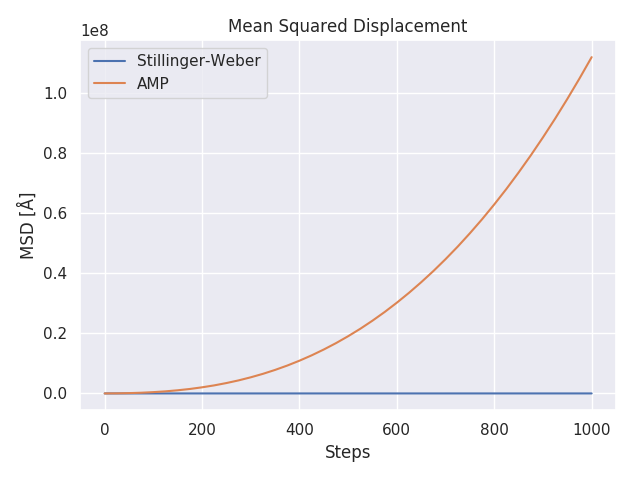 Mean Squared Displacement
1e8
Stillinger-Weber
AMP
1.0
0.8
0.6
0.4
0.2
0.0
MSD [Å]
0 200 400 600 800 1000
Steps